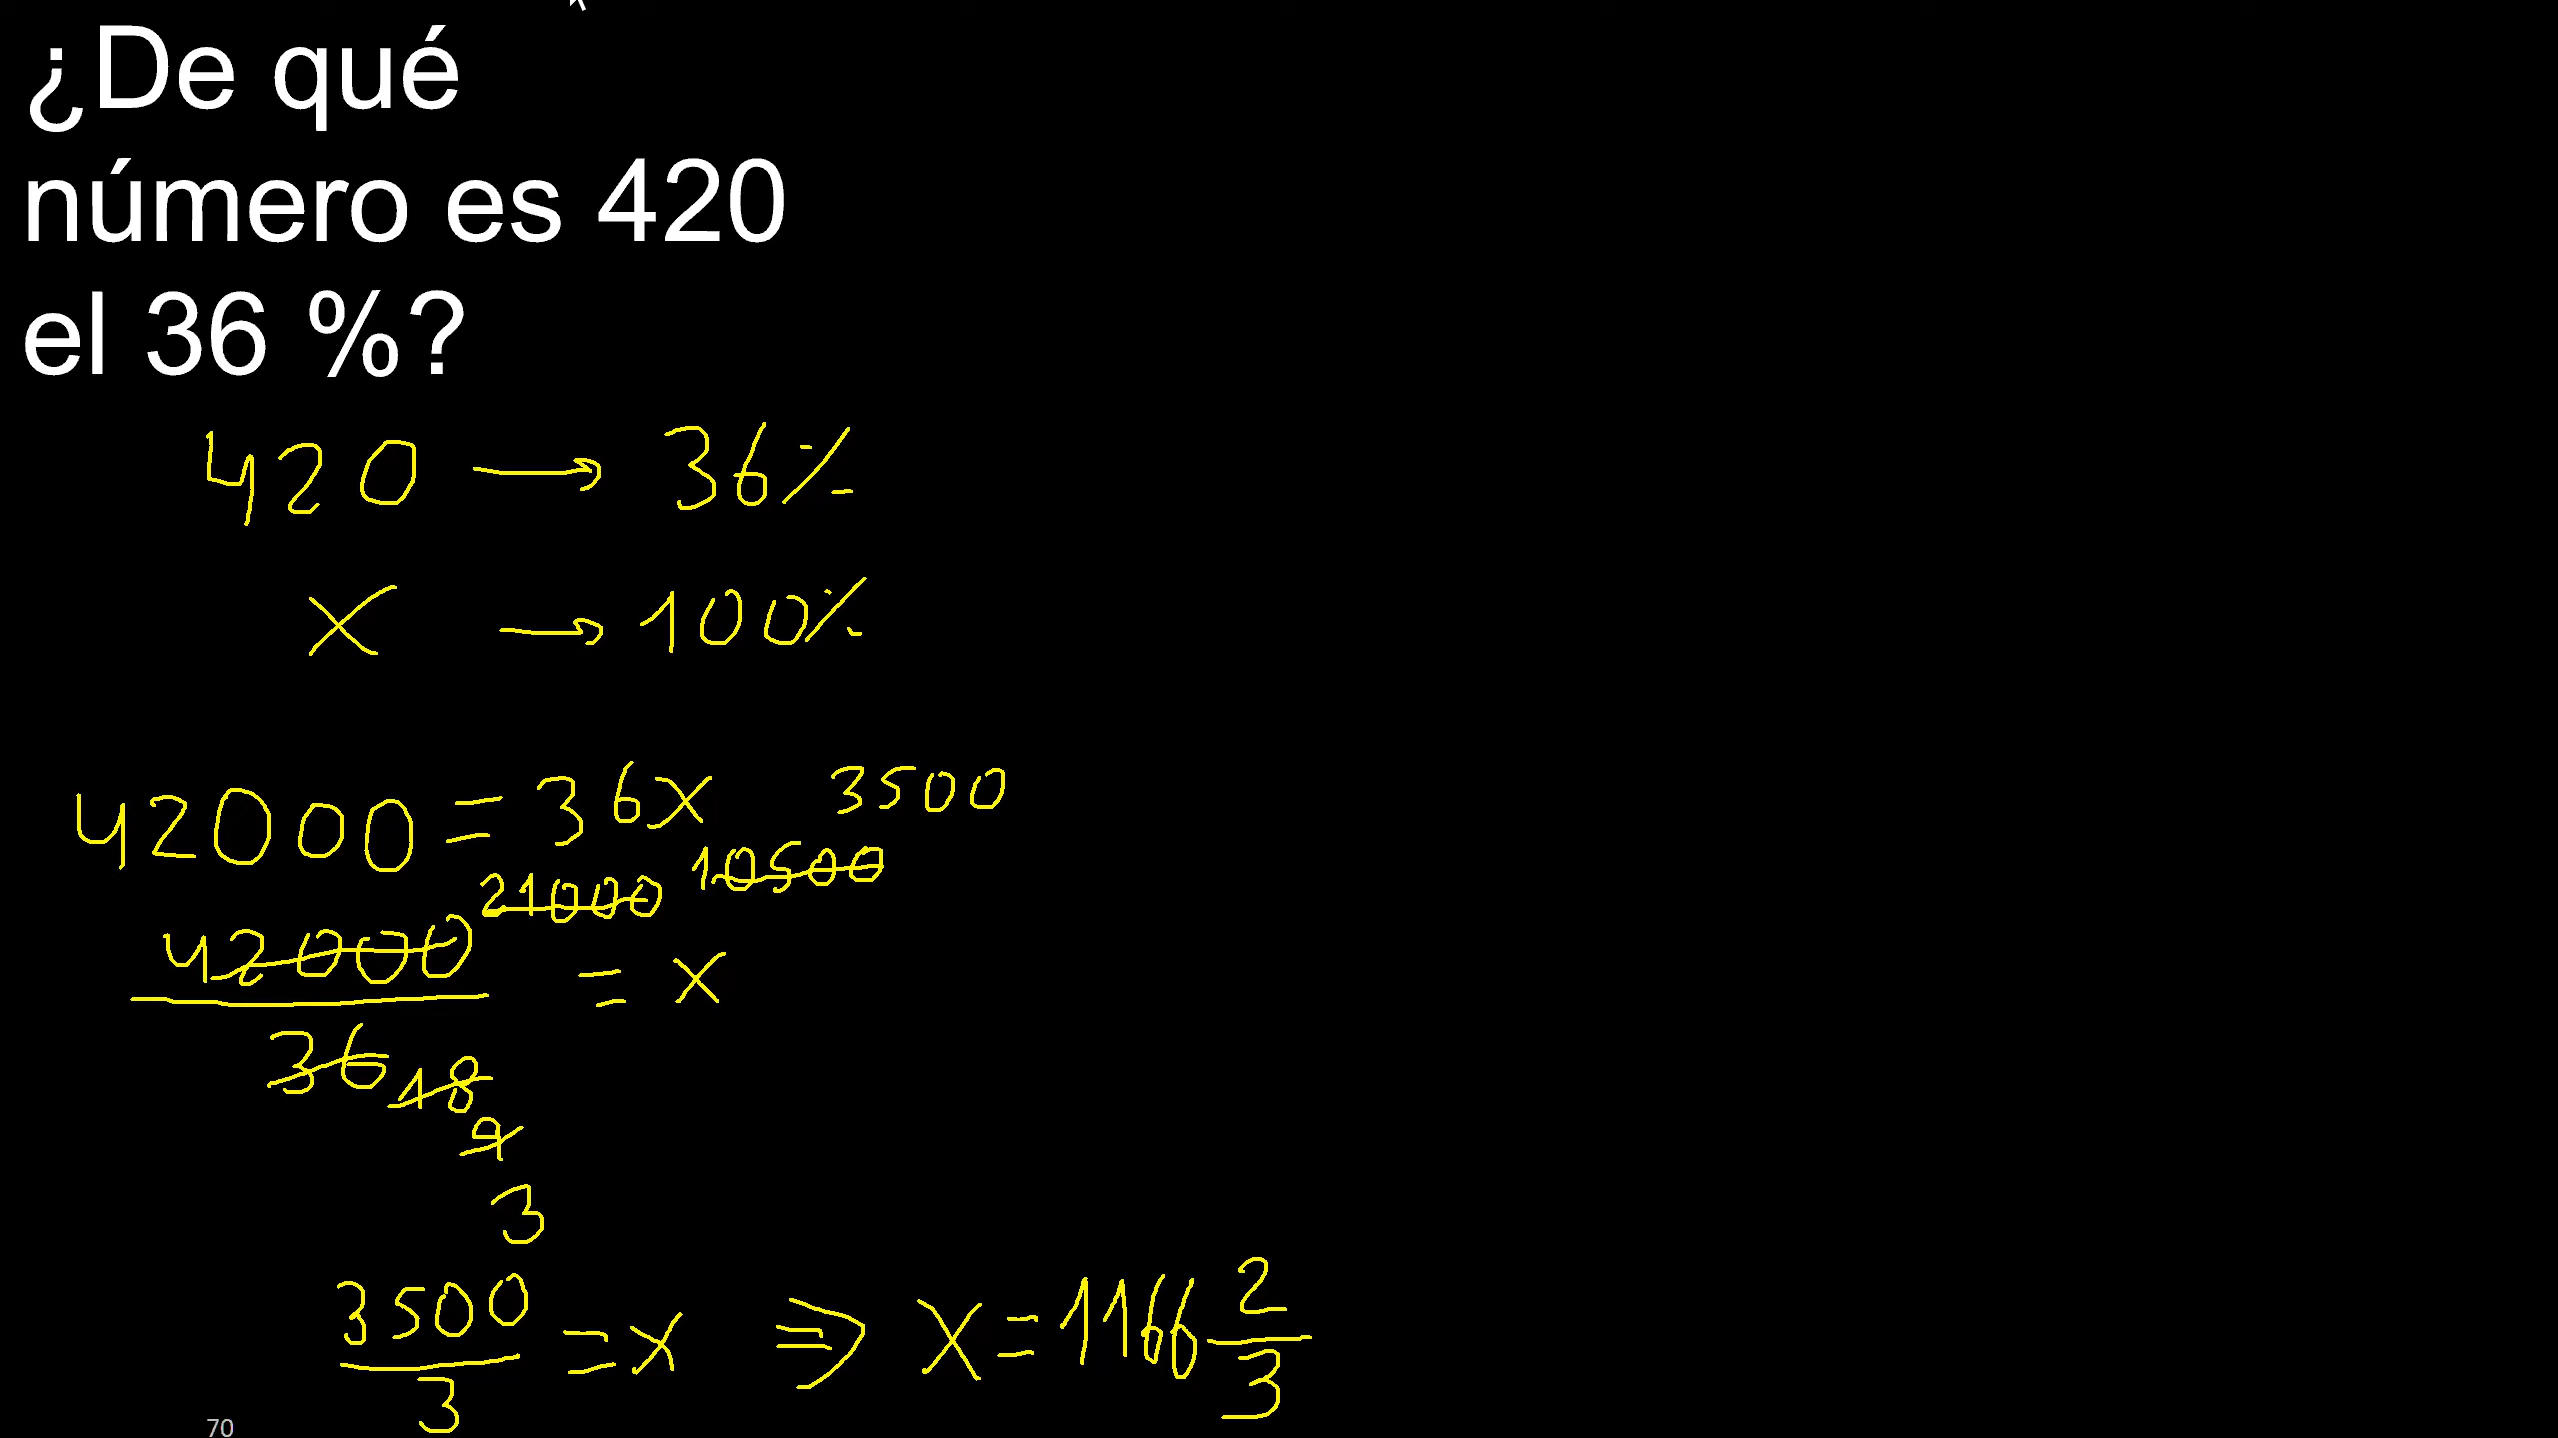 ¿De qué
número es 420
el 36 %?
420 → 36%
x → 100%
42000 = 36x 3500
21000 10500
42000 = x
36 18
9
3
3500 = x ⇒ x = 1166 2
3 3
70